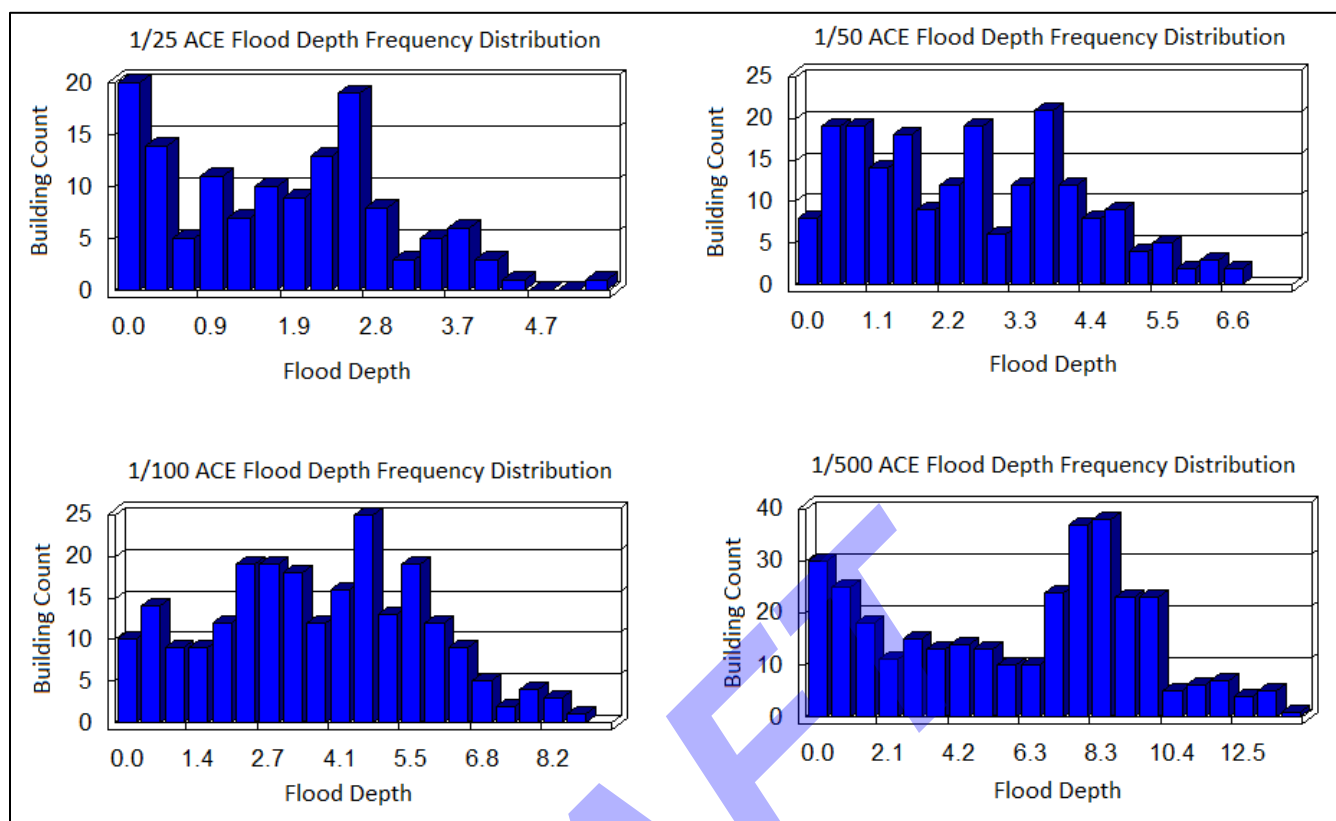 1/25 ACE Flood Depth Frequency Distribution
20
15
10
5
0
Building Count
0.0 0.9 1.9 2.8 3.7 4.7
Flood Depth
1/50 ACE Flood Depth Frequency Distribution
25
20
15
10
5
0
Building Count
0.0 1.1 2.2 3.3 4.4 5.5 6.6
Flood Depth
1/100 ACE Flood Depth Frequency Distribution
25
20
15
10
5
0
Building Count
0.0 1.4 2.7 4.1 5.5 6.8 8.2
Flood Depth
1/500 ACE Flood Depth Frequency Distribution
40
30
20
10
0
Building Count
0.0 2.1 4.2 6.3 8.3 10.4 12.5
Flood Depth